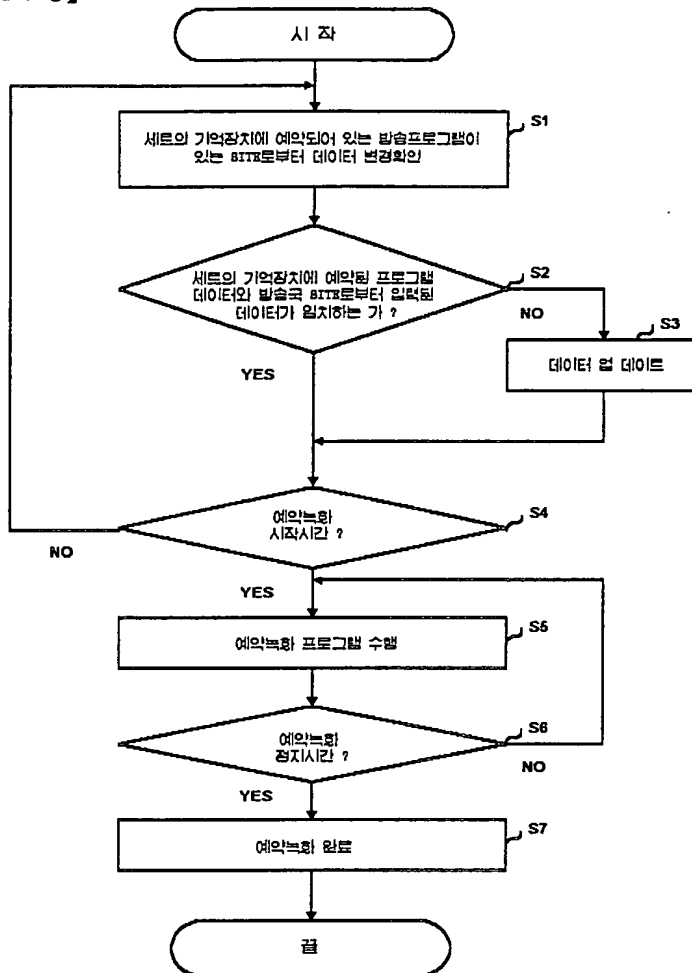 시 작
S1
세트의 기억장치에 예약되어 있는 방송프로그램이
있는 SITE로부터 데이터 변경확인
S2
세트의 기억장치에 예약된 프로그램
데이터와 방송국 SITE로부터 입력된
데이터가 일치하는 가 ?
NO
S3
데이터 업 데이트
YES
S4
예약녹화
시작시간 ?
NO
YES
S5
예약녹화 프로그램 수행
S6
예약녹화
정지시간 ?
NO
YES
S7
예약녹화 완료
끝